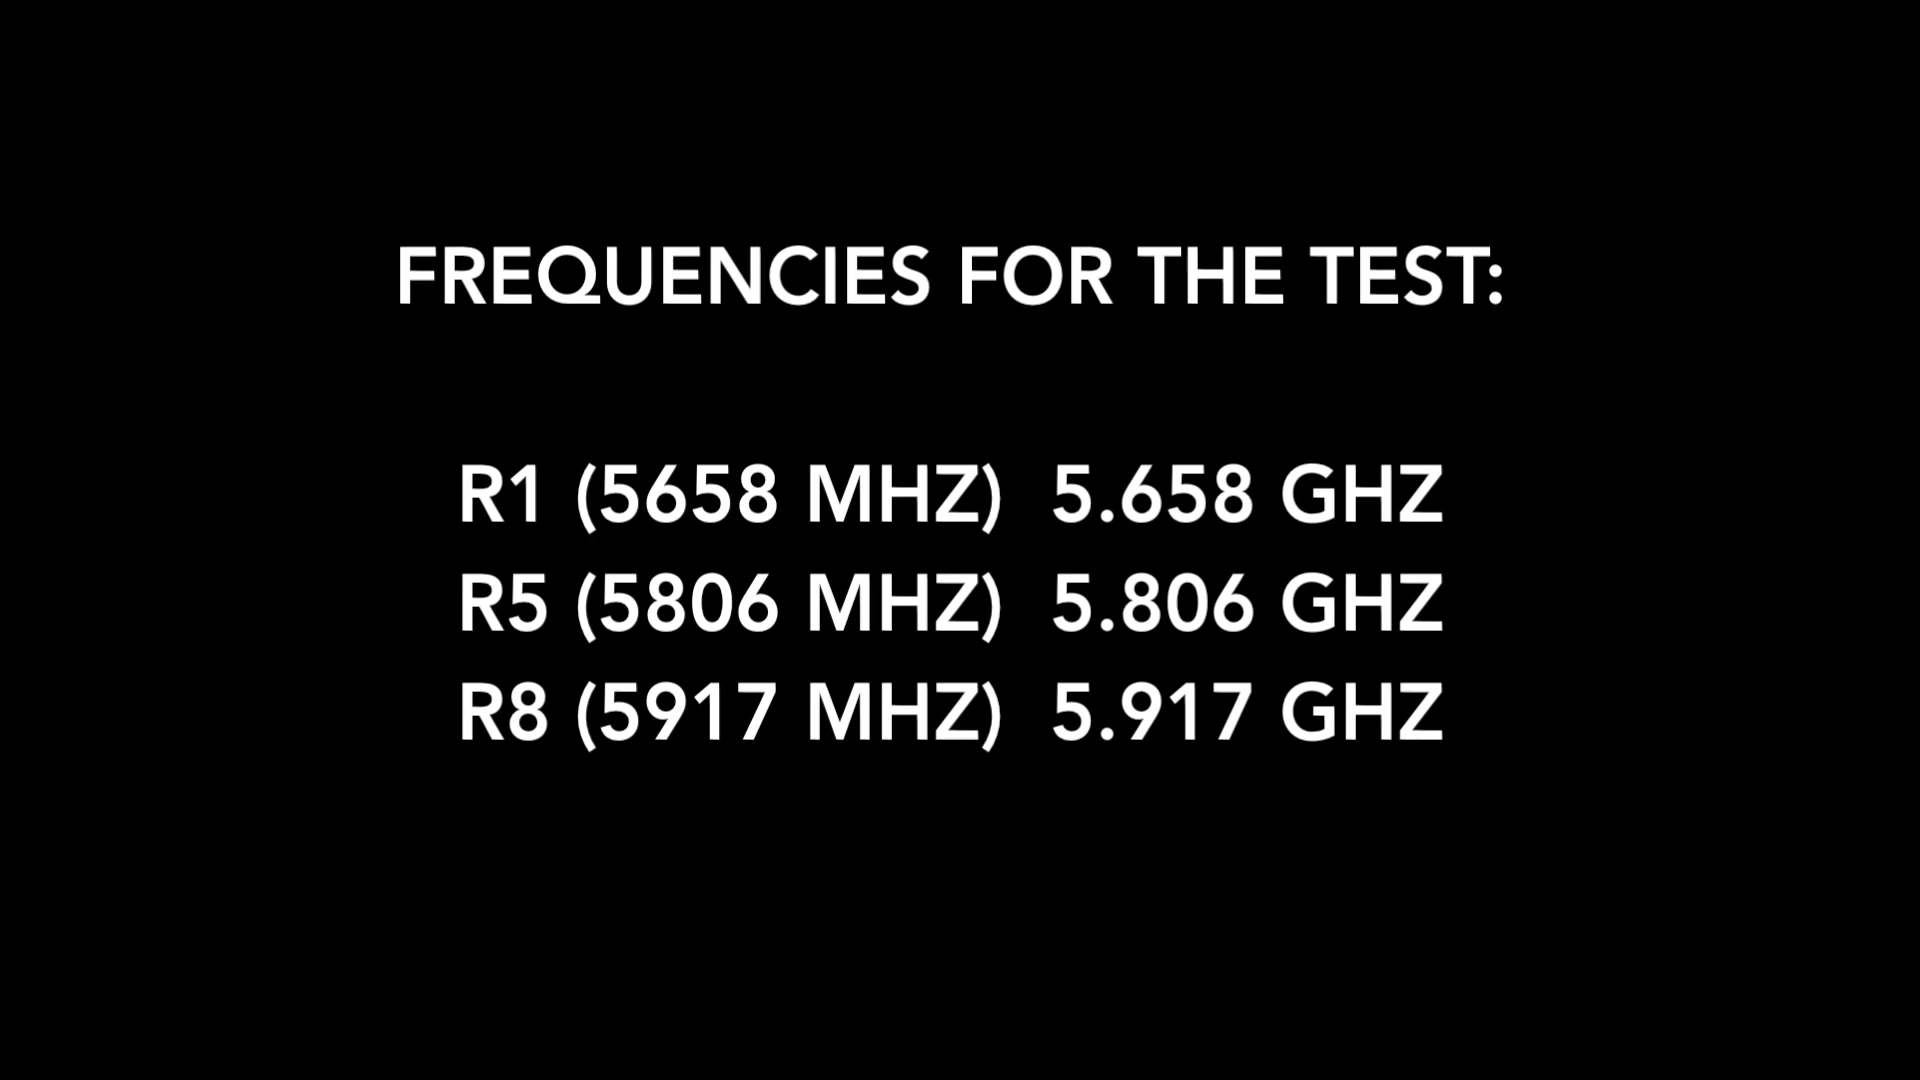 FREQUENCIES FOR THE TEST:
R1 (5658 MHZ) 5.658 GHZ
R5 (5806 MHZ) 5.806 GHZ
R8 (5917 MHZ) 5.917 GHZ